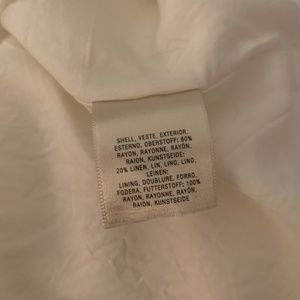 SHELL, VESTE, EXTERIOR,
ESTERNO, OBERSTOFF: 80%
RAYON, RAYONNE, RAYÓN,
RAION, KUNSTSEIDE:
20% LINEN, LIN, LINO, LINO,
LEINEN:
LINING, DOUBLURE, FORRO,
FODERA, FUTTERSTOFF: 100%
RAYON, RAYONNE, RAYÓN,
RAION, KUNSTSEIDE